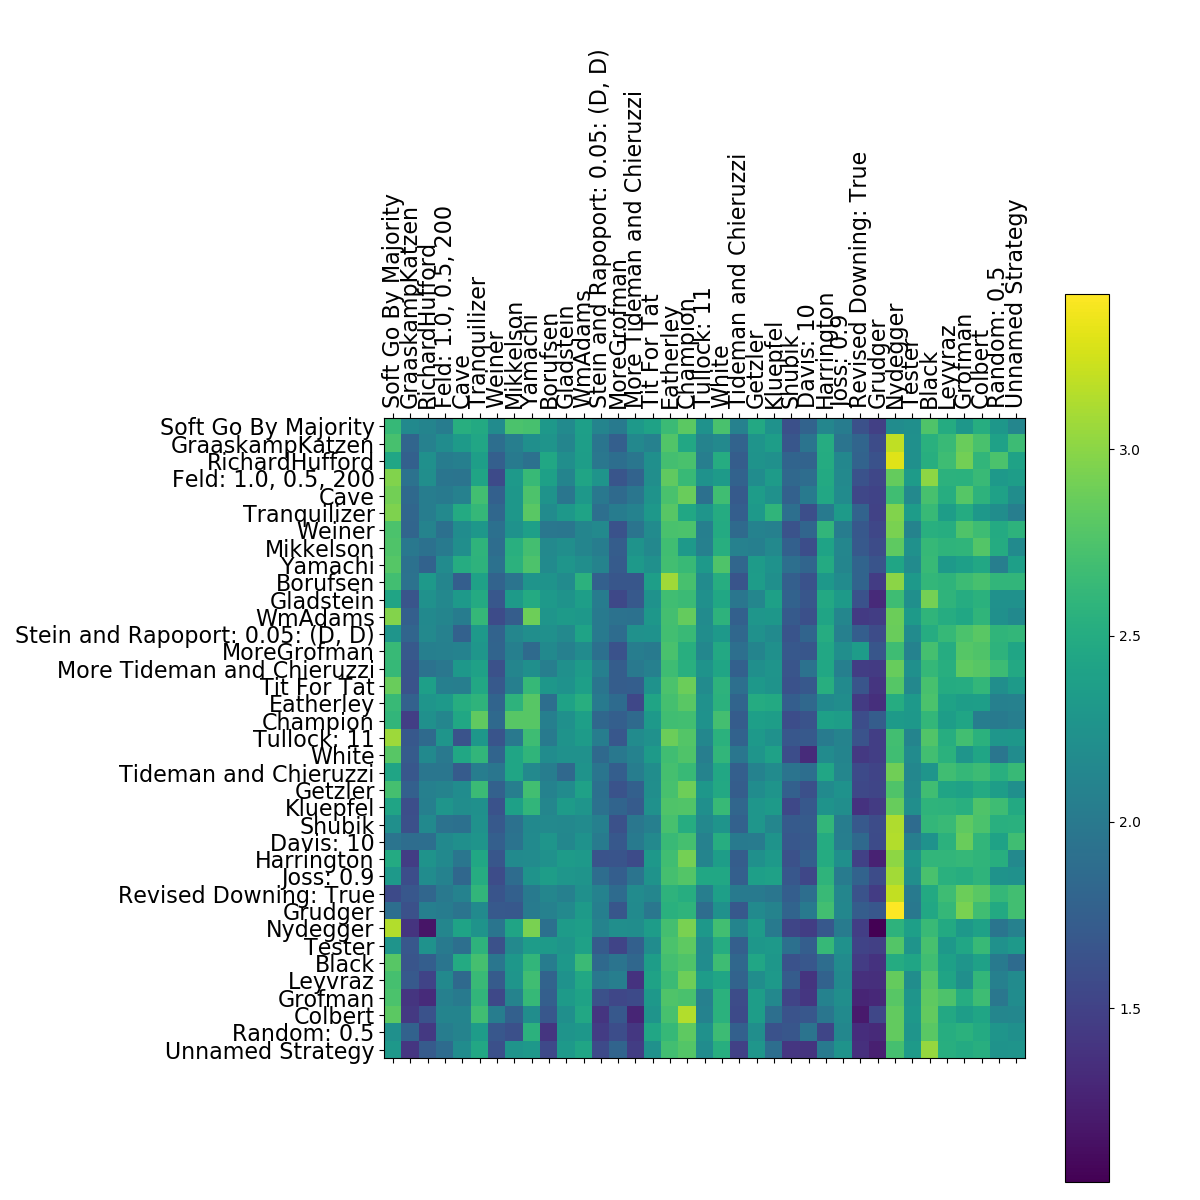 Soft Go By Majority
GraaskampKatzen
RichardHufford
Feld: 1.0, 0.5, 200
Cave
Tranquilizer
Weiner
Mikkelson
Yamachi
Borufsen
Gladstein
WmAdams
Stein and Rapoport: 0.05: (D, D)
MoreGrofman
More Tideman and Chieruzzi
Tit For Tat
Eatherley
Champion
Tullock: 11
White
Tideman and Chieruzzi
Getzler
Kluepfel
Shubik
Davis: 10
Harrington
Joss: 0.9
Revised Downing: True
Grudger
Nydegger
Tester
Black
Leyvraz
Grofman
Colbert
Random: 0.5
Unnamed Strategy
Soft Go By Majority
GraaskampKatzen
RichardHufford
Feld: 1.0, 0.5, 200
Cave
Tranquilizer
Weiner
Mikkelson
Yamachi
Borufsen
Gladstein
WmAdams
Stein and Rapoport: 0.05: (D, D)
MoreGrofman
More Tideman and Chieruzzi
Tit For Tat
Eatherley
Champion
Tullock: 11
White
Tideman and Chieruzzi
Getzler
Kluepfel
Shubik
Davis: 10
Harrington
Joss: 0.9
Revised Downing: True
Grudger
Nydegger
Tester
Black
Leyvraz
Grofman
Colbert
Random: 0.5
Unnamed Strategy
3.0
2.5
2.0
1.5